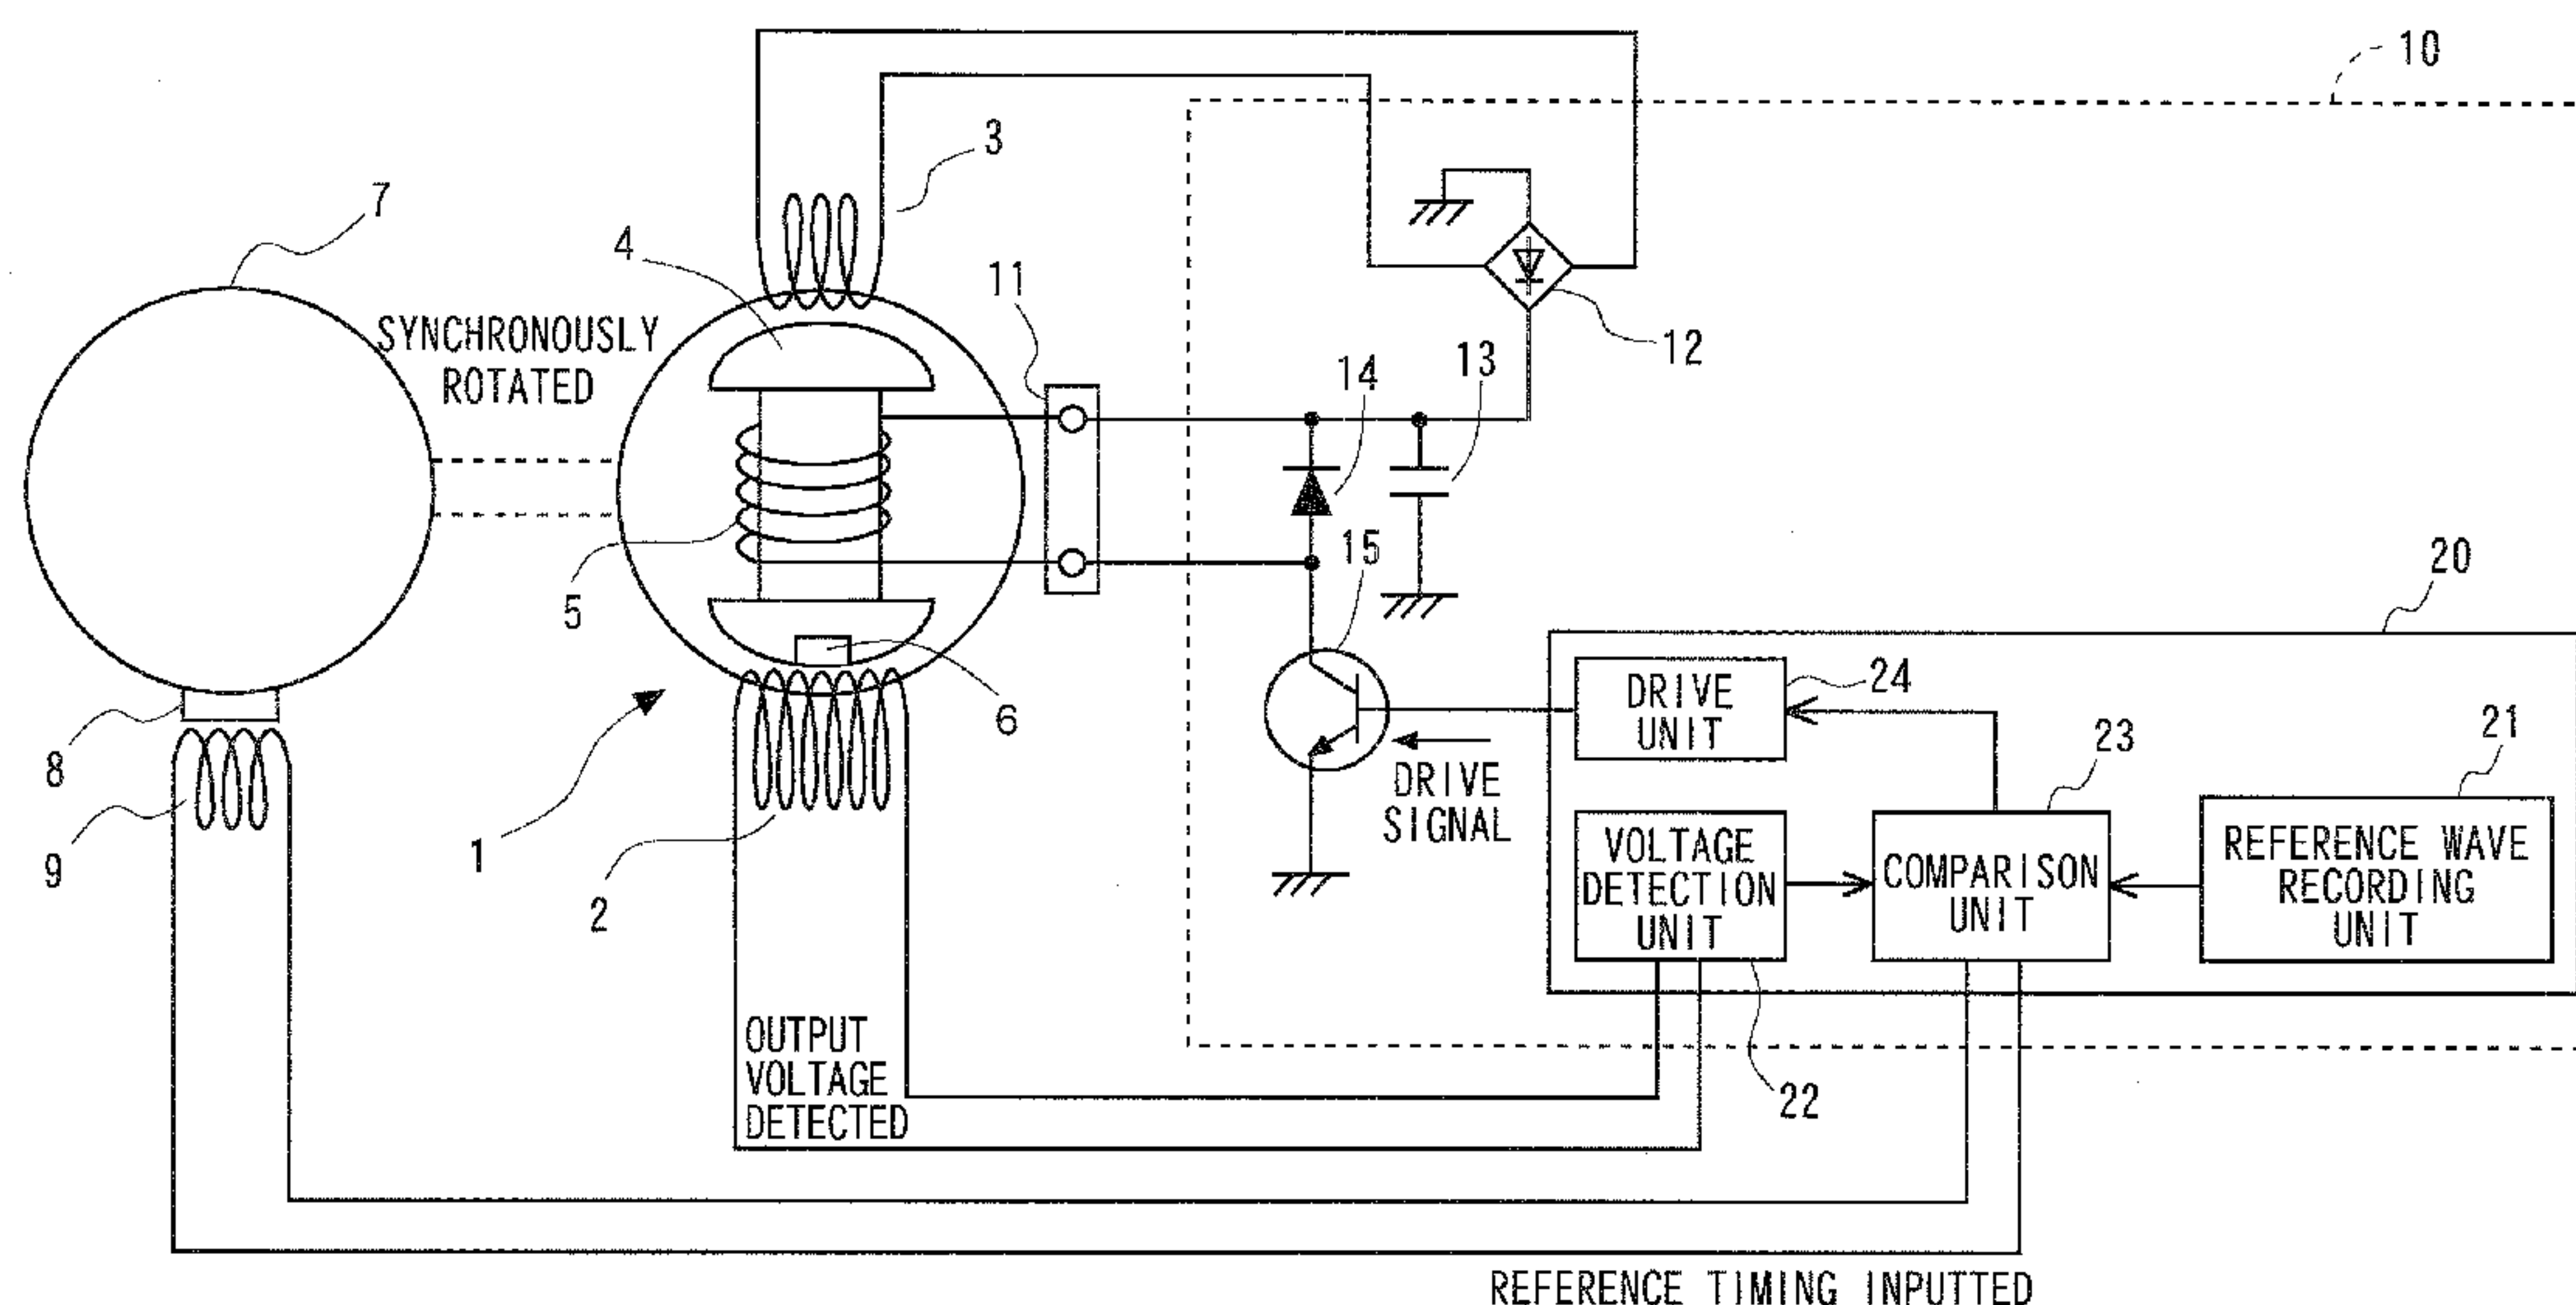 10
3
7
4
SYNCHRONOUSLY
ROTATED
11
12
14
13
15
5
20
6
DRIVE
UNIT
24
23
21
8
DRIVE
SIGNAL
VOLTAGE
DETECTION
UNIT
COMPARISON
UNIT
REFERENCE WAVE
RECORDING
UNIT
9
1
2
22
OUTPUT
VOLTAGE
DETECTED
REFERENCE TIMING INPUTTED